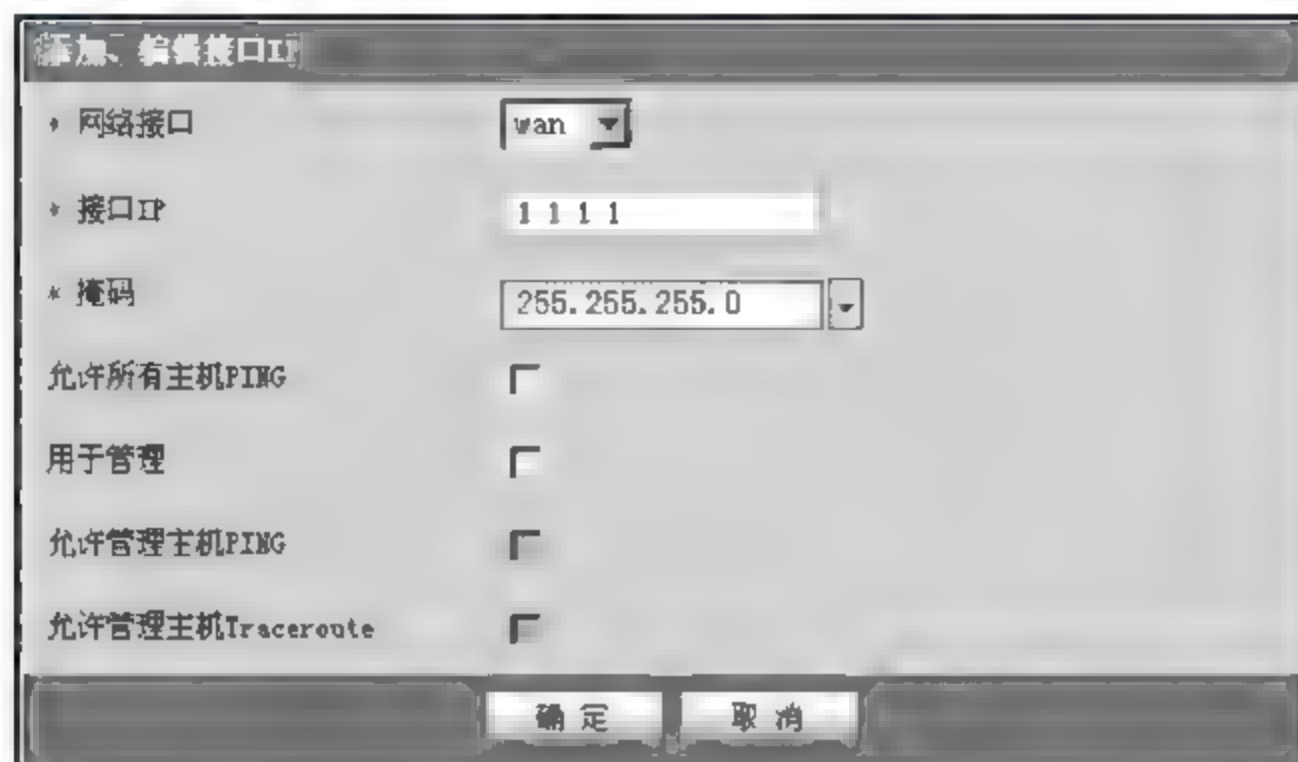 添加、编辑接口IP
* 网络接口
wan
* 接口IP
1 1 1 1
* 掩码
255.255.255.0
允许所有主机PING
用于管理
允许管理主机PING
允许管理主机Traceroute
确 定
取 消